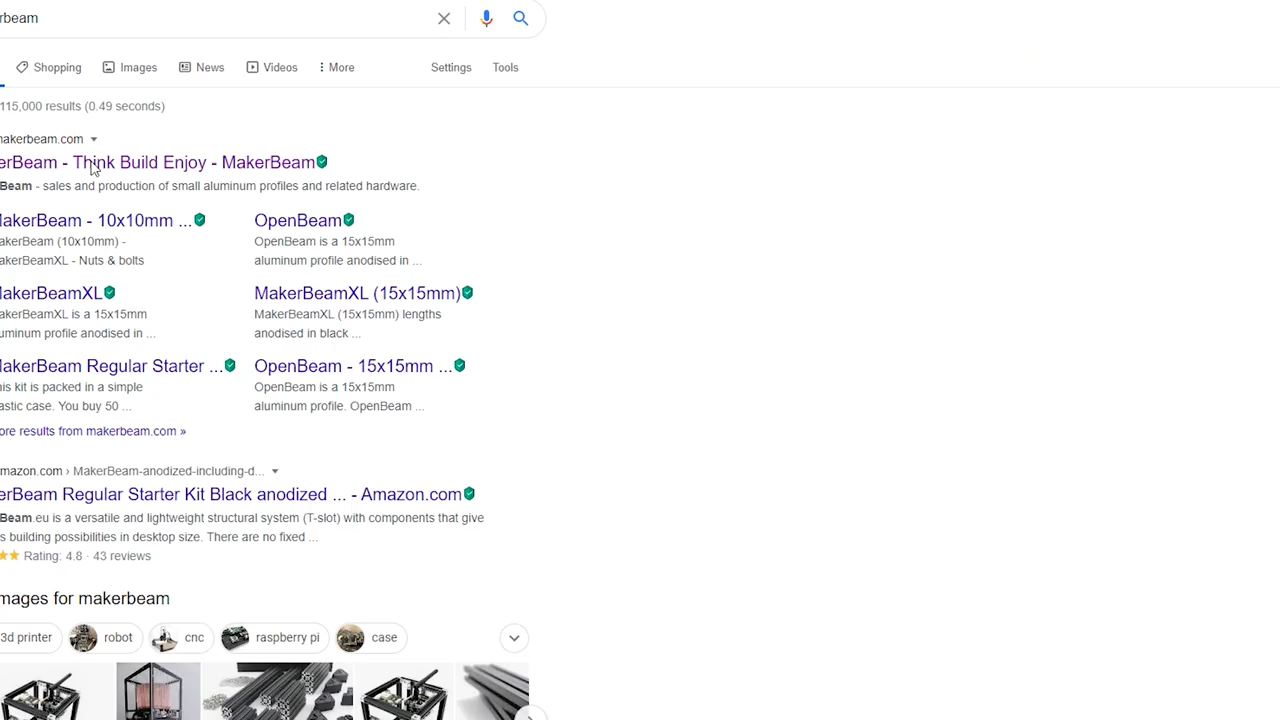 rbeam
Shopping Images News Videos More Settings Tools
115,000 results (0.49 seconds)
makerbeam.com
erBeam - Think Build Enjoy - MakerBeam
Beam - sales and production of small aluminum profiles and related hardware.
MakerBeam - 10x10mm ...
akerBeam (10x10mm) -
akerBeamXL - Nuts & bolts
OpenBeam
OpenBeam is a 15x15mm
aluminum profile anodised in ...
MakerBeamXL
akerBeamXL is a 15x15mm
uminum profile anodised in ...
MakerBeamXL (15x15mm)
MakerBeamXL (15x15mm) lengths
anodised in black ...
MakerBeam Regular Starter ...
his kit is packed in a simple
astic case. You buy 50 ...
OpenBeam - 15x15mm ...
OpenBeam is a 15x15mm
aluminum profile. OpenBeam ...
ore results from makerbeam.com »
mazon.com › MakerBeam-anodized-including-d...
erBeam Regular Starter Kit Black anodized ... - Amazon.com
Beam.eu is a versatile and lightweight structural system (T-slot) with components that give
s building possibilities in desktop size. There are no fixed ...
Rating: 4.8 · 43 reviews
mages for makerbeam
3d printer robot cnc raspberry pi case